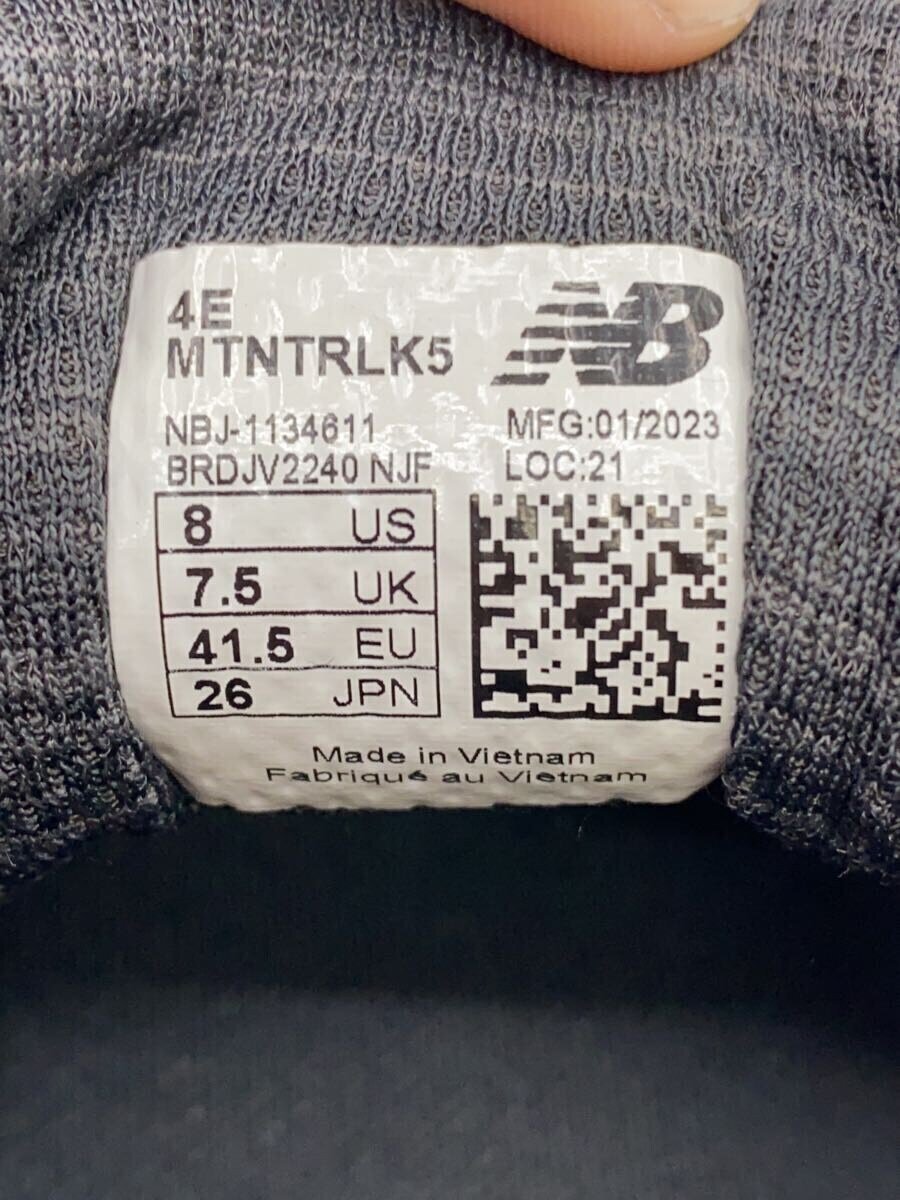 4E
MTNTRLK5
NB
NBJ-1134611
BRDJV2240 NJF
MFG:01/2023
LOC:21
8 US
7.5 UK
41.5 EU
26 JPN
Made in Vietnam
Fabriqué au Vietnam